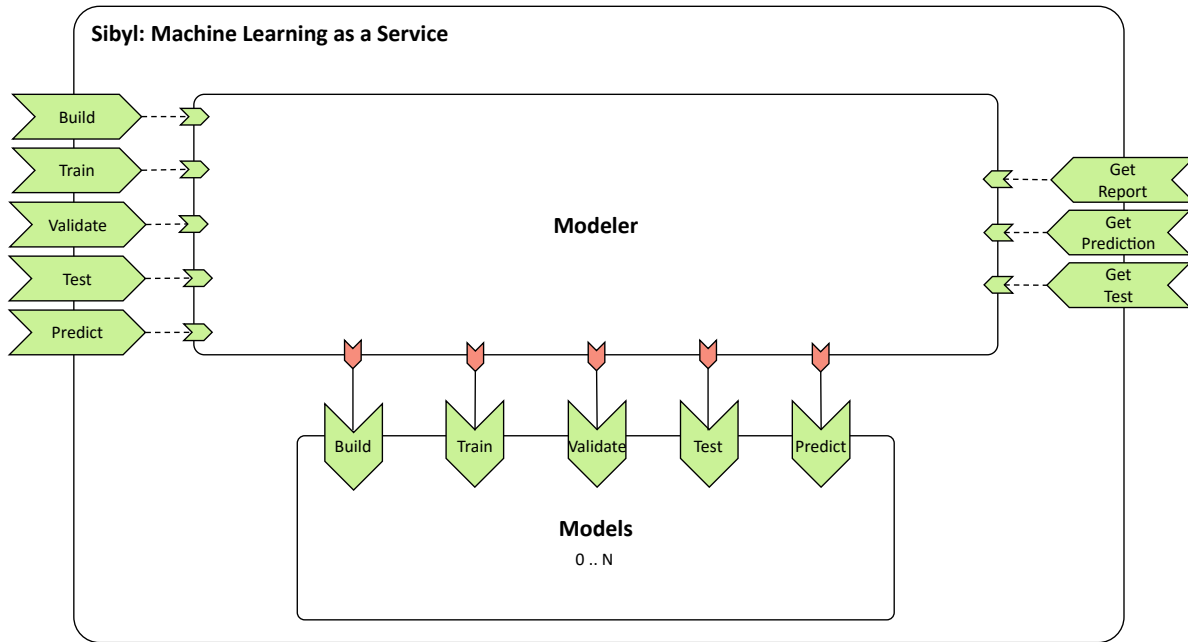 Sibyl: Machine Learning as a Service
Build
Train
Validate
Test
Predict
Modeler
Get
Report
Get
Prediction
Get
Test
Build
Train
Validate
Test
Predict
Models
0 .. N